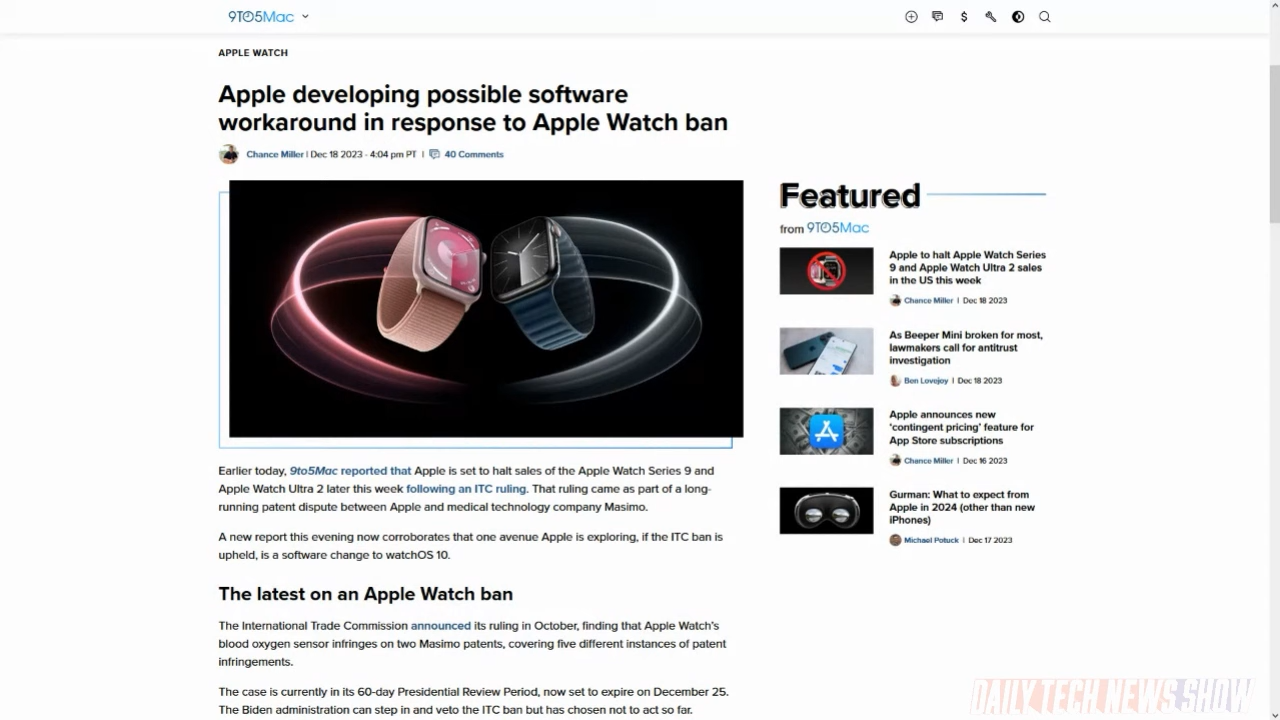 9TO5Mac
APPLE WATCH
Apple developing possible software
workaround in response to Apple Watch ban
Chance Miller | Dec 18 2023 - 4:04 pm PT | 40 Comments
Earlier today, 9to5Mac reported that Apple is set to halt sales of the Apple Watch Series 9 and
Apple Watch Ultra 2 later this week following an ITC ruling. That ruling came as part of a long-
running patent dispute between Apple and medical technology company Masimo.
A new report this evening now corroborates that one avenue Apple is exploring, if the ITC ban is
upheld, is a software change to watchOS 10.
The latest on an Apple Watch ban
The International Trade Commission announced its ruling in October, finding that Apple Watch's
blood oxygen sensor infringes on two Masimo patents, covering five different instances of patent
infringements.
The case is currently in its 60-day Presidential Review Period, now set to expire on December 25.
The Biden administration can step in and veto the ITC ban but has chosen not to act so far.
Featured
from 9TO5Mac
Apple to halt Apple Watch Series
9 and Apple Watch Ultra 2 sales
in the US this week
Chance Miller | Dec 18 2023
As Beeper Mini broken for most,
lawmakers call for antitrust
investigation
Ben Lovejoy | Dec 18 2023
Apple announces new
'contingent pricing' feature for
App Store subscriptions
Chance Miller | Dec 16 2023
Gurman: What to expect from
Apple in 2024 (other than new
iPhones)
Michael Potuck | Dec 17 2023
DAILY TECH NEWS SHOW